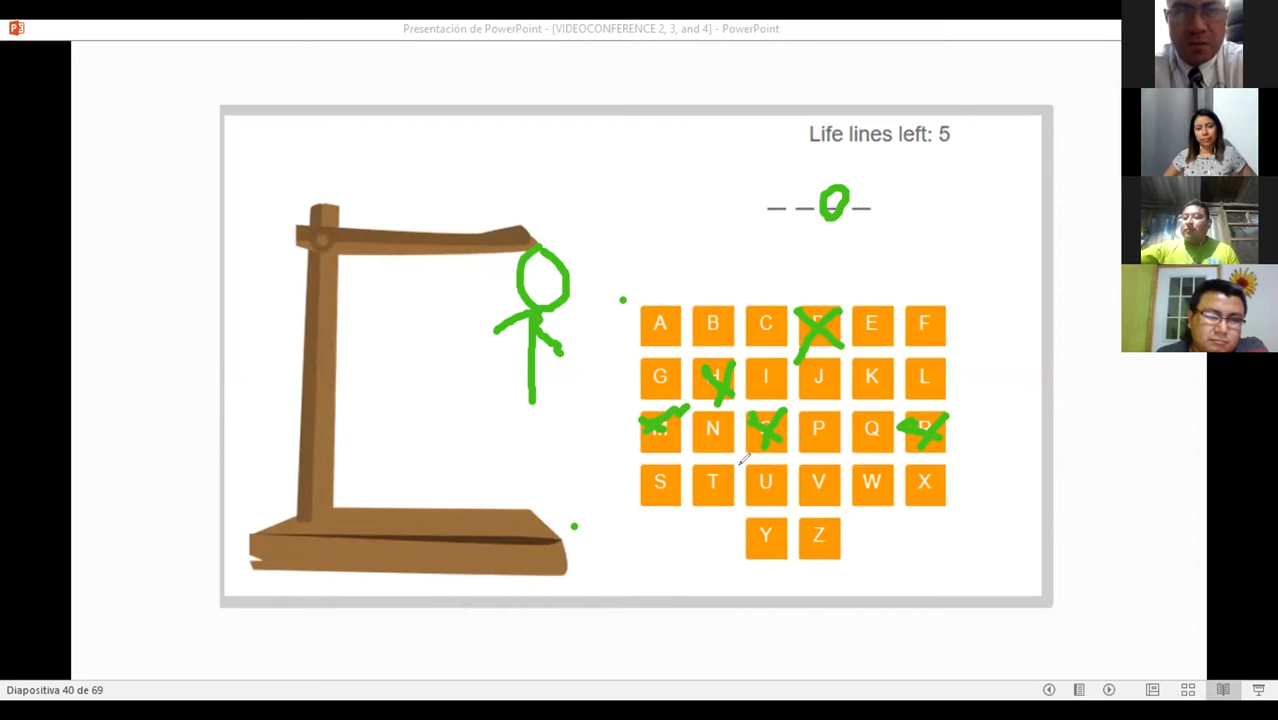 Presentación de PowerPoint - [VIDEOCONFERENCE 2, 3, and 4] - PowerPoint
Life lines left: 5
_ _ O _
A B C E F
G H I J K L
M N P Q R
S T U V W X
Y Z
Diapositiva 40 de 69